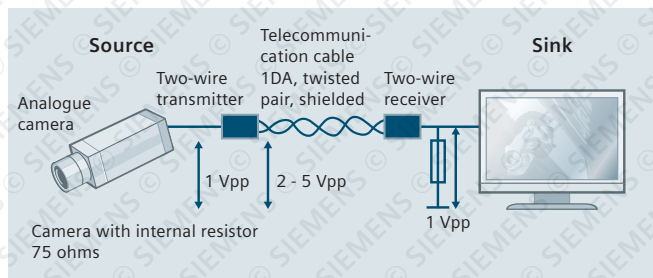 Source
Telecommuni-
cation cable
1DA, twisted
pair, shielded
Sink
Two-wire
transmitter
Two-wire
receiver
Analogue
camera
1 Vpp
2 - 5 Vpp
1 Vpp
Camera with internal resistor
75 ohms
SIEMENS ©